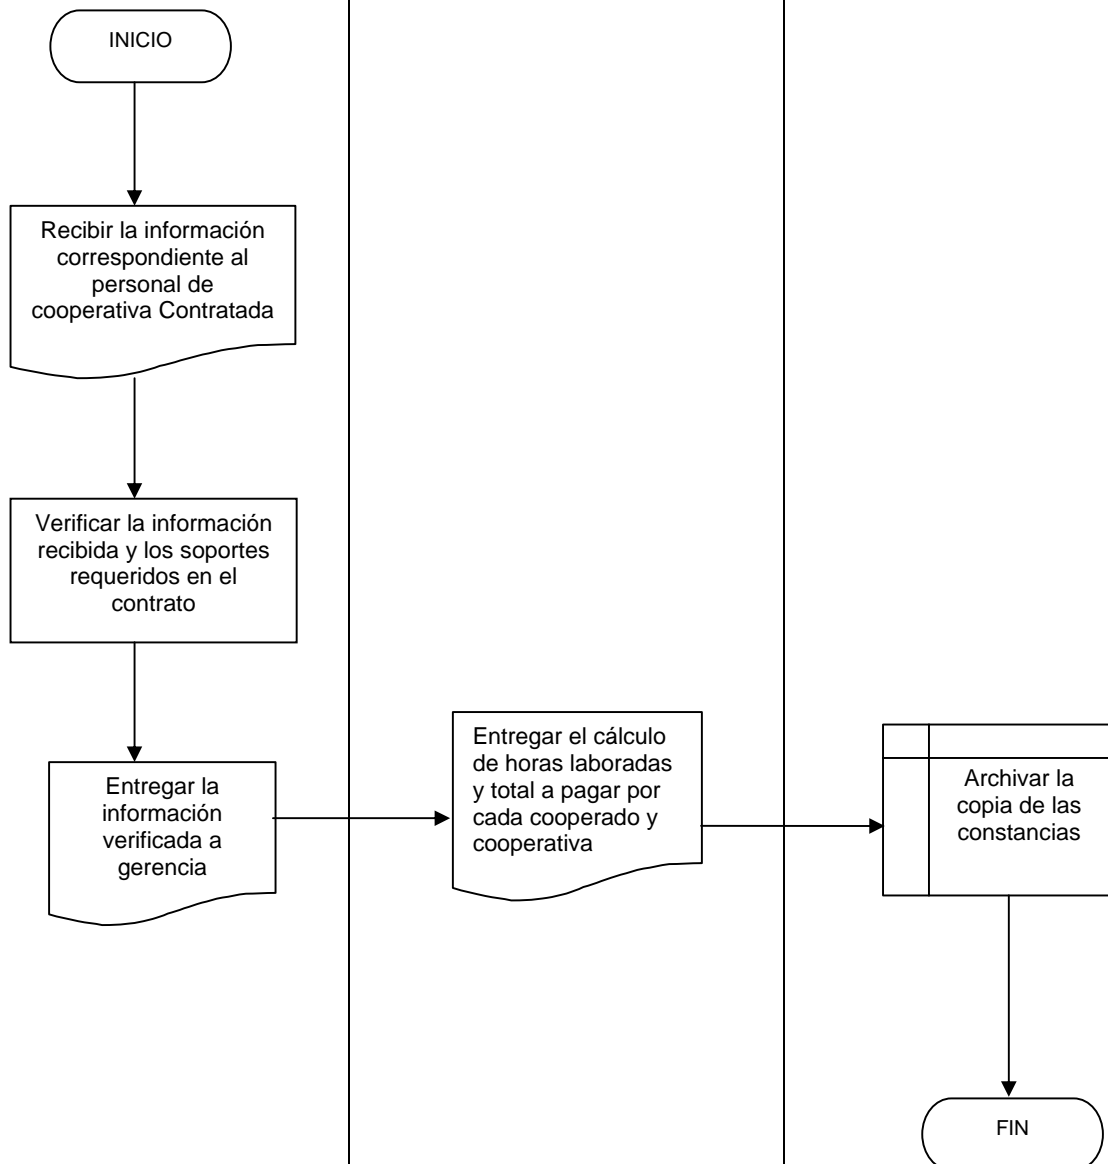 INICIO
Recibir la información
correspondiente al
personal de
cooperativa Contratada
Verificar la información
recibida y los soportes
requeridos en el
contrato
Entregar la
información
verificada a
gerencia
Entregar el cálculo
de horas laboradas
y total a pagar por
cada cooperado y
cooperativa
Archivar la
copia de las
constancias
FIN